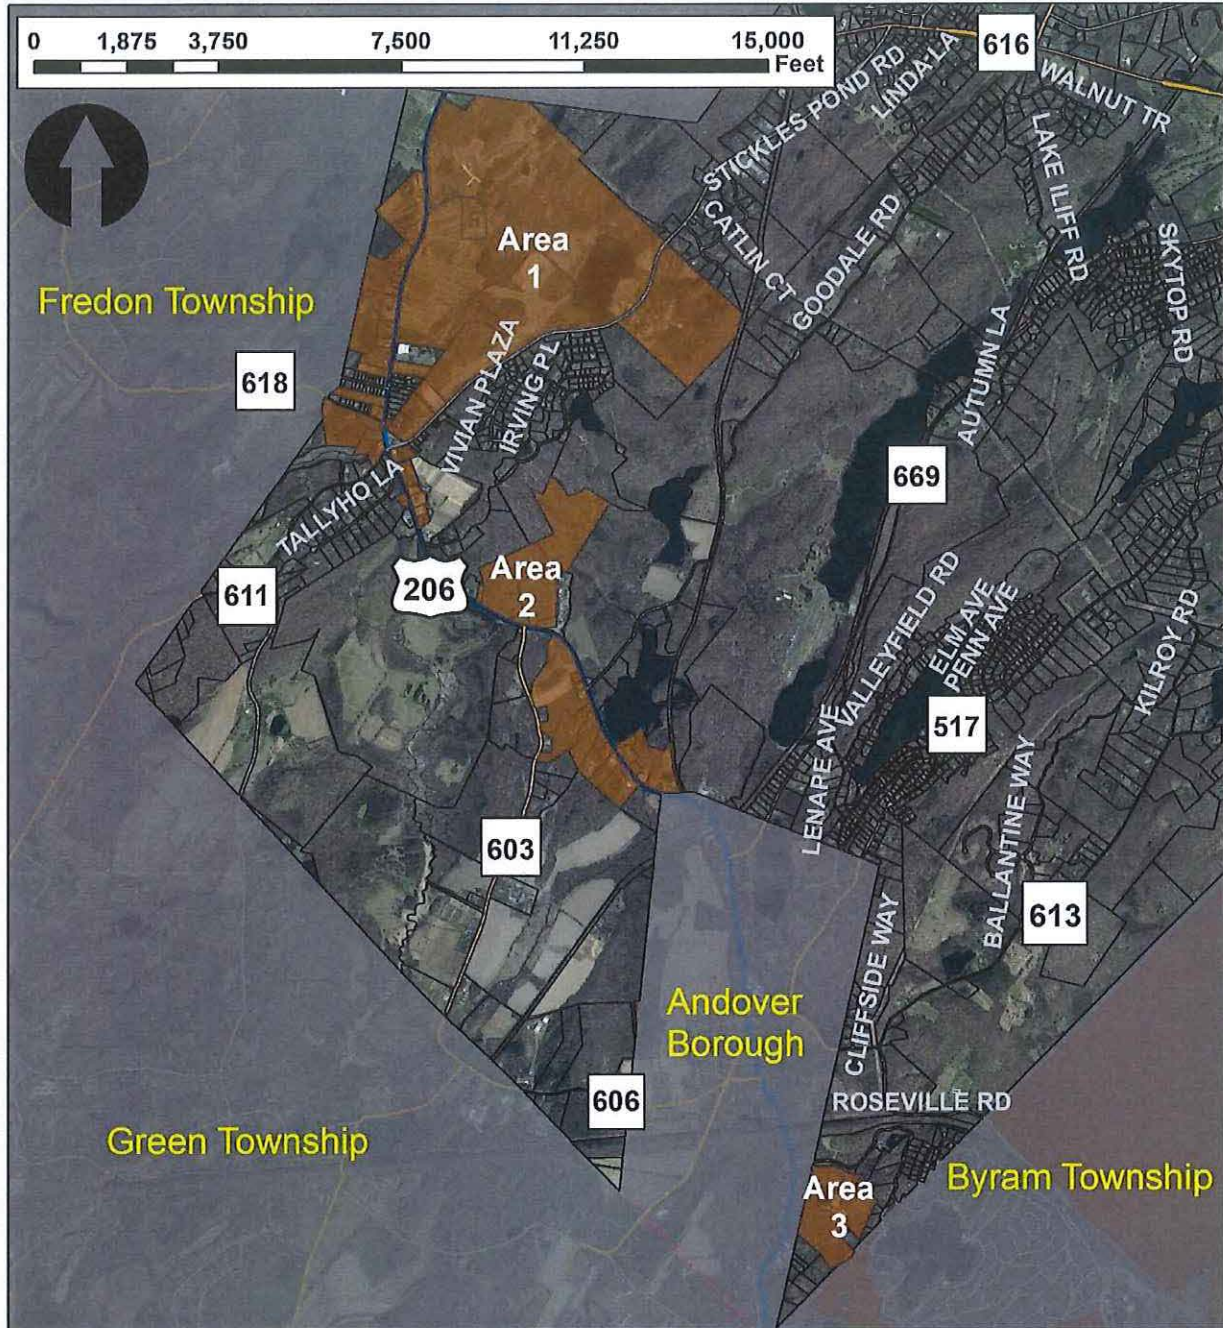 0 1,875 3,750 7,500 11,250 15,000
Feet
616
STICKLES POND RD
LINDA LA
WALNUT TR
LAKE ILIFF RD
SKYTOP RD
CATLIN CT
GOODALE RD
Area
1
Fredon Township
618
VIVIAN PLAZA
IRVING PL
AUTUMN LA
669
TALLYHO LA
611
206
Area
2
VALLEYFIELD RD
ELM AVE
PENN AVE
KILROY RD
517
LENAPE AVE
BALLANTINE WAY
603
613
CLIFFSIDE WAY
Andover
Borough
606
ROSEVILLE RD
Green Township
Byram Township
Area
3